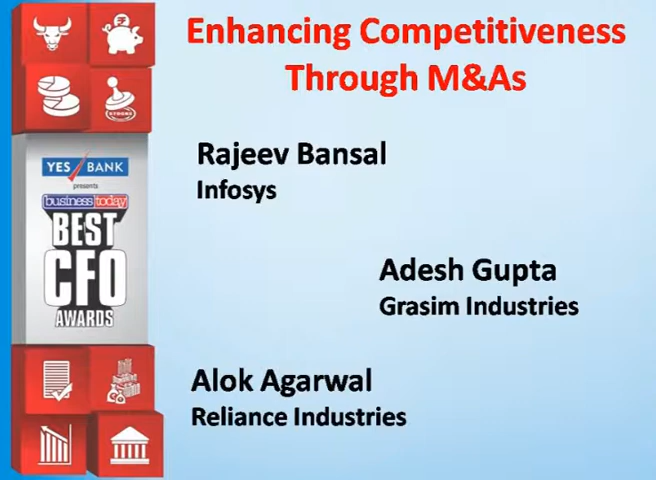 Enhancing Competitiveness
Through M&As
Rajeev Bansal
Infosys
YES BANK
presents
business today
BEST
CFO
AWARDS
Adesh Gupta
Grasim Industries
Alok Agarwal
Reliance Industries